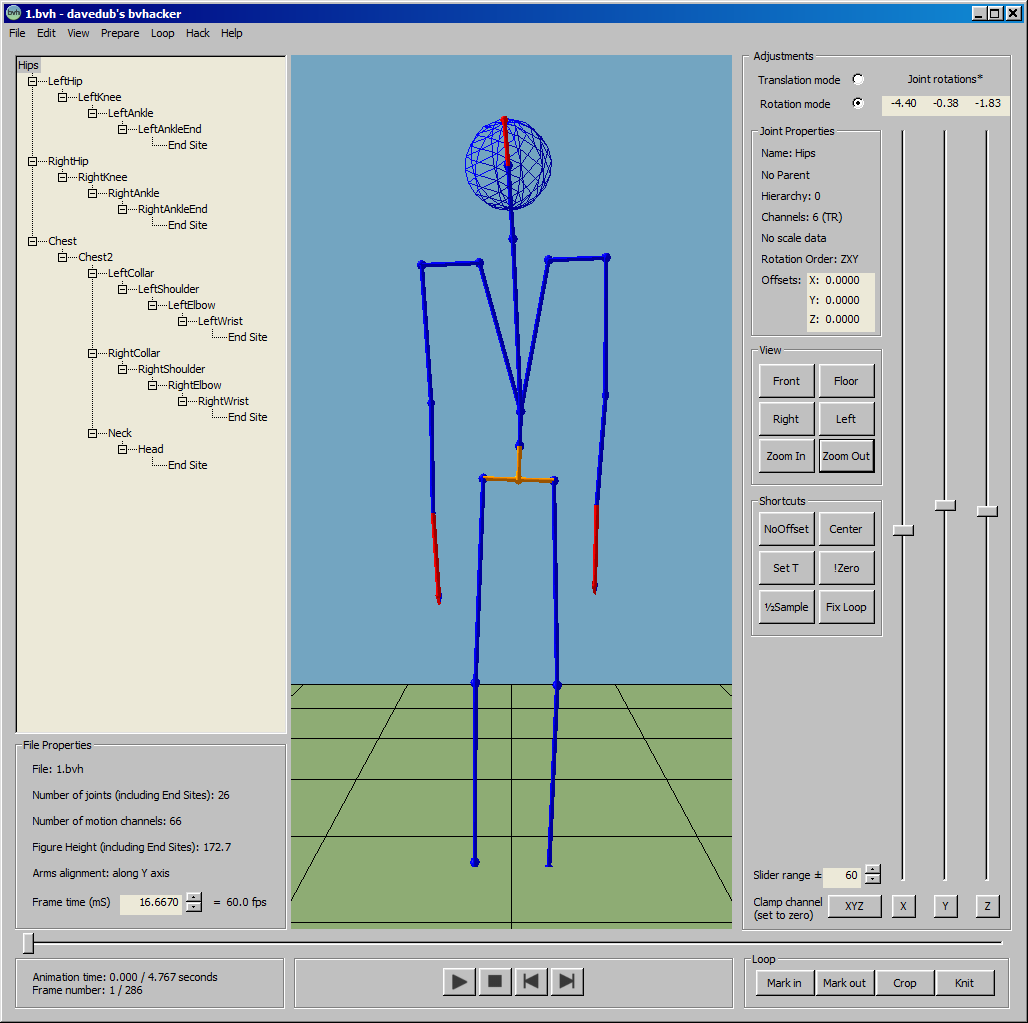 bvh 1.bvh - davedub's bvhacker
File Edit View Prepare Loop Hack Help
Hips
LeftHip
LeftKnee
LeftAnkle
LeftAnkleEnd
End Site
RightHip
RightKnee
RightAnkle
RightAnkleEnd
End Site
Chest
Chest2
LeftCollar
LeftShoulder
LeftElbow
LeftWrist
End Site
RightCollar
RightShoulder
RightElbow
RightWrist
End Site
Neck
Head
End Site
File Properties
File: 1.bvh
Number of joints (including End Sites): 26
Number of motion channels: 66
Figure Height (including End Sites): 172.7
Arms alignment: along Y axis
Frame time (mS) 16.6670 = 60.0 fps
Adjustments
Translation mode Joint rotations*
Rotation mode -4.40 -0.38 -1.83
Joint Properties
Name: Hips
No Parent
Hierarchy: 0
Channels: 6 (TR)
No scale data
Rotation Order: ZXY
Offsets: X: 0.0000
Y: 0.0000
Z: 0.0000
View
Front Floor
Right Left
Zoom In Zoom Out
Shortcuts
NoOffset Center
Set T !Zero
½Sample Fix Loop
Slider range ± 60
Clamp channel
(set to zero) XYZ X Y Z
Animation time: 0.000 / 4.767 seconds
Frame number: 1 / 286
Loop
Mark in Mark out Crop Knit